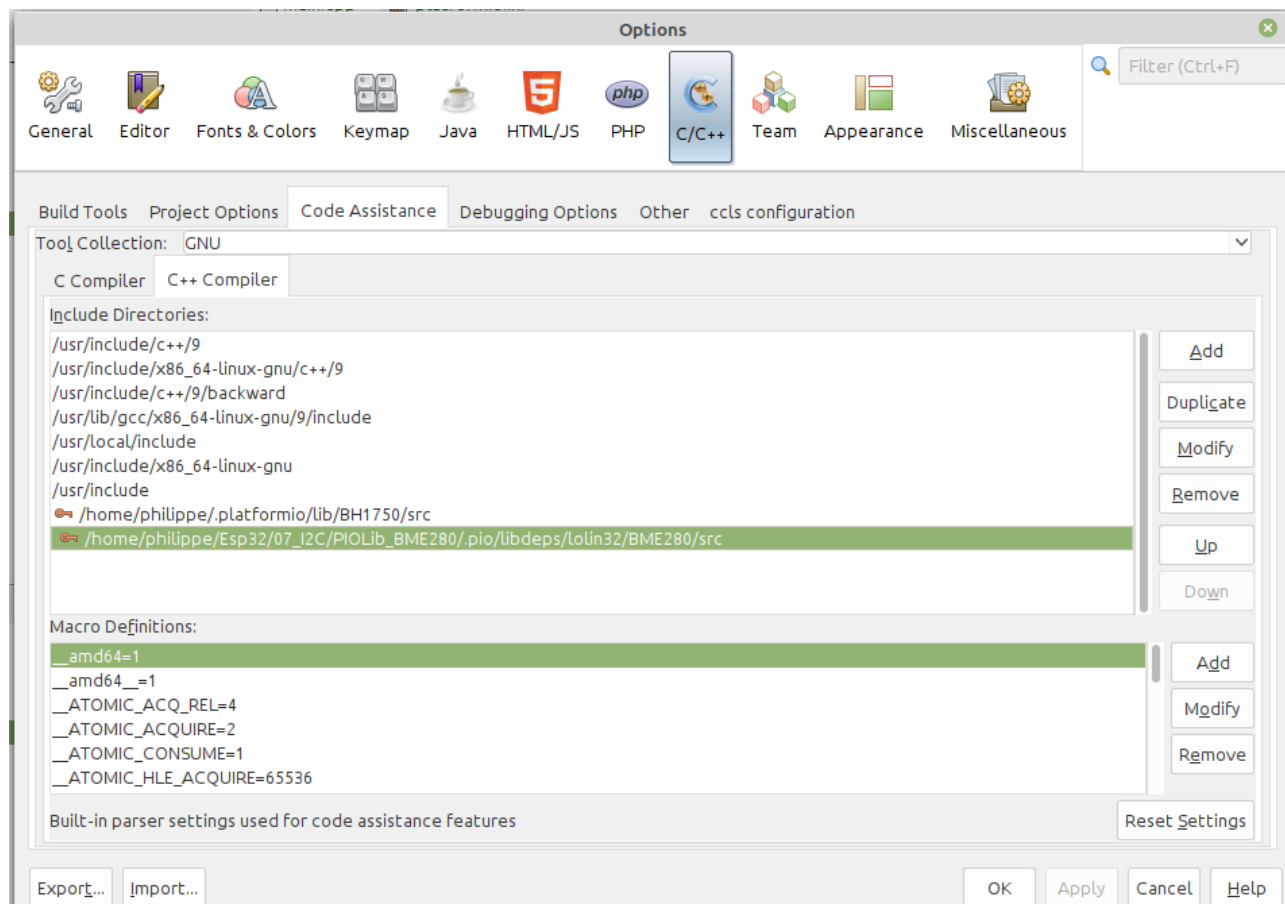 Options
Filter (Ctrl+F)
General Editor Fonts & Colors Keymap Java HTML/JS PHP C/C++ Team Appearance Miscellaneous
Build Tools Project Options Code Assistance Debugging Options Other ccls configuration
Tool Collection: GNU
C Compiler C++ Compiler
Include Directories:
/usr/include/c++/9
/usr/include/x86_64-linux-gnu/c++/9
/usr/include/c++/9/backward
/usr/lib/gcc/x86_64-linux-gnu/9/include
/usr/local/include
/usr/include/x86_64-linux-gnu
/usr/include
/home/philippe/.platformio/lib/BH1750/src
/home/philippe/Esp32/07_I2C/PIOLib_BME280/.pio/libdeps/lolin32/BME280/src
Add
Duplicate
Modify
Remove
Up
Down
Macro Definitions:
__amd64=1
__amd64__=1
__ATOMIC_ACQ_REL=4
__ATOMIC_ACQUIRE=2
__ATOMIC_CONSUME=1
__ATOMIC_HLE_ACQUIRE=65536
Add
Modify
Remove
Built-in parser settings used for code assistance features
Reset Settings
Export... Import... OK Apply Cancel Help